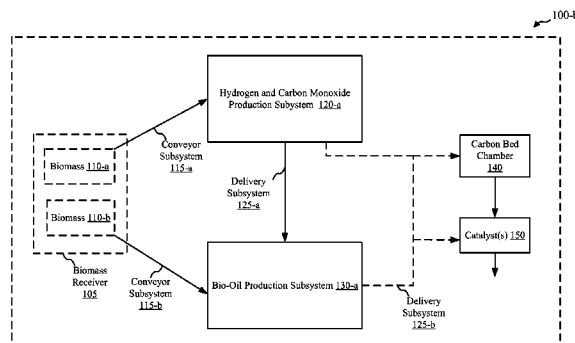 100-b
Hydrogen and Carbon Monoxide
Production Subsystem 120-a
Conveyor
Subsystem
115-a
Biomass 110-a
Carbon Bed
Chamber
140
Delivery
Subsystem
125-a
Biomass 110-b
Catalyst(s) 150
Biomass
Receiver
105
Conveyor
Subsystem
115-b
Bio-Oil Production Subsystem 130-a
Delivery
Subsystem
125-b